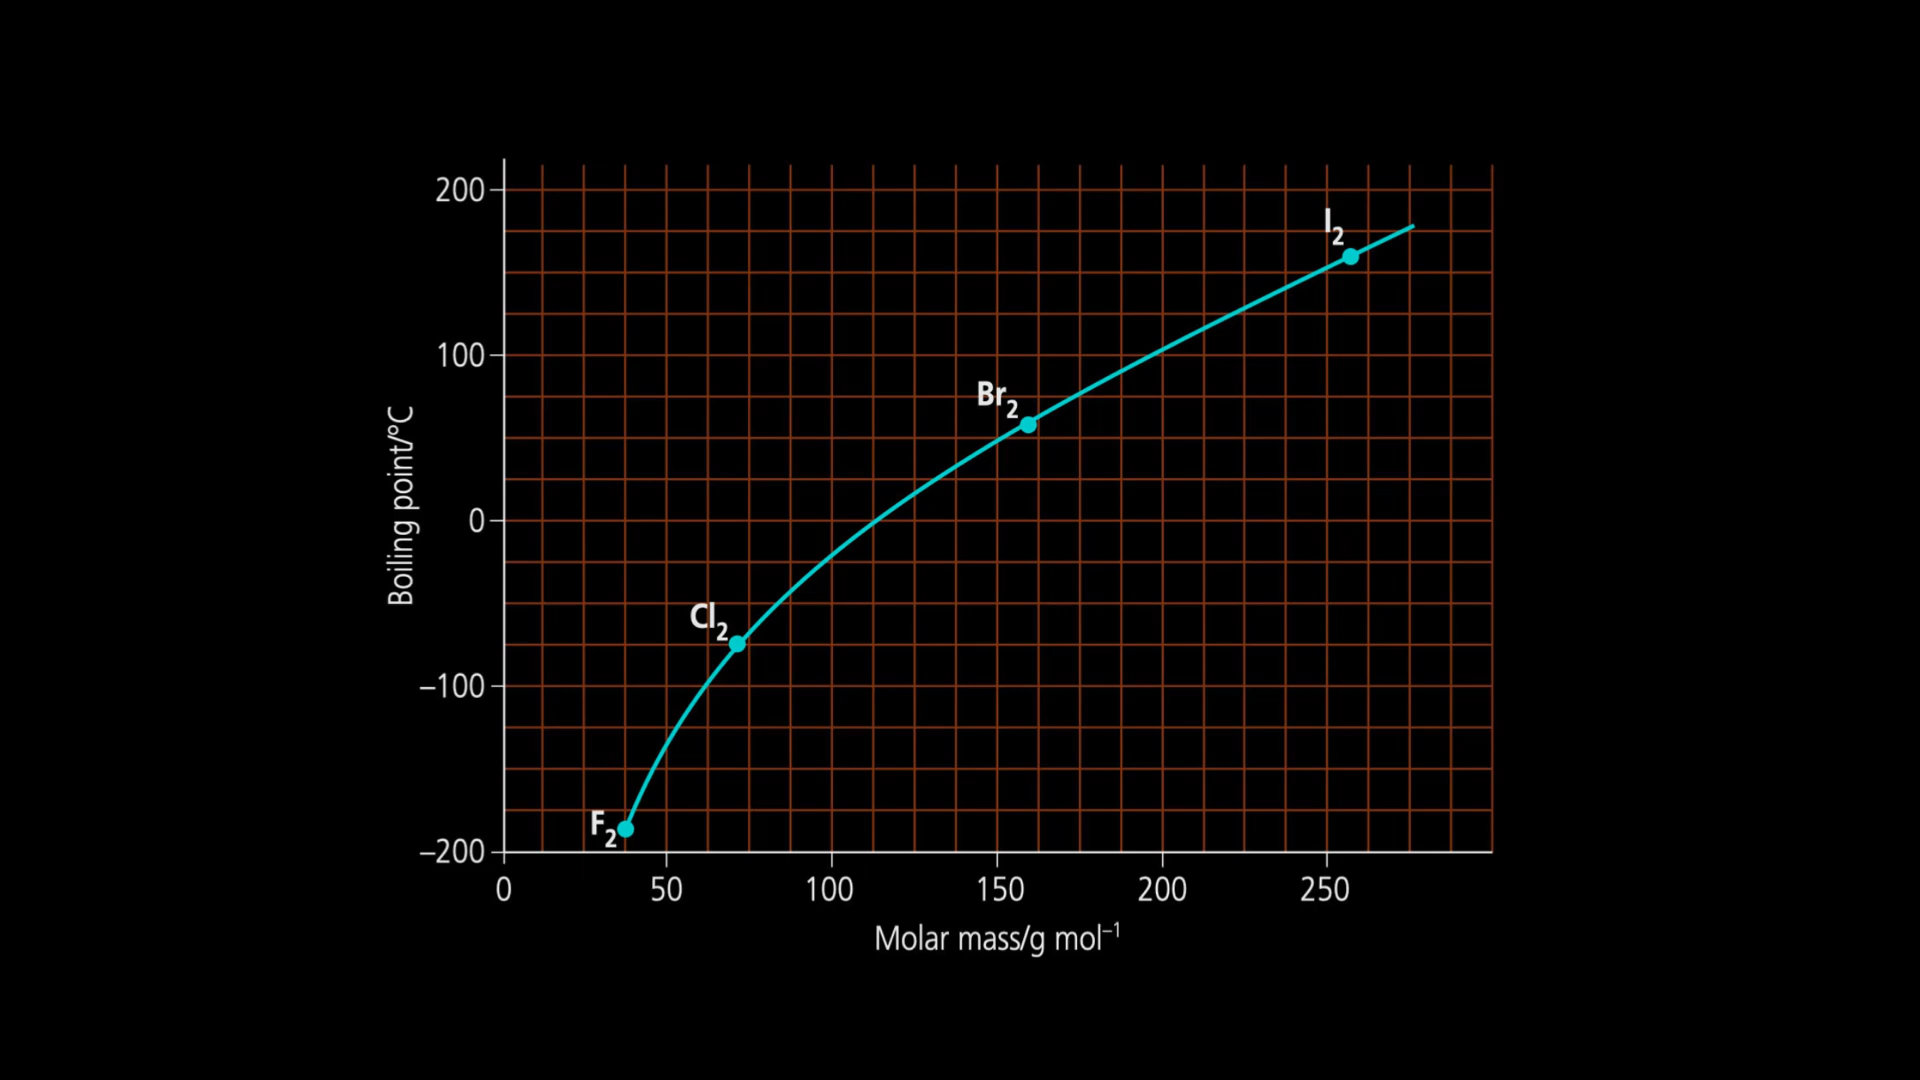 200
I₂
100
Br₂
Boiling point/°C
0
Cl₂
–100
F₂
–200
0 50 100 150 200 250
Molar mass/g mol⁻¹